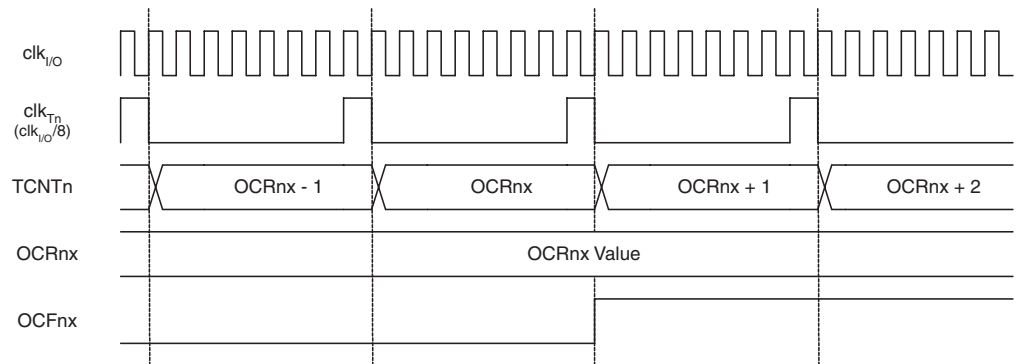 clkI/O
clkTn
(clkI/O/8)
TCNTn
OCRnx - 1
OCRnx
OCRnx + 1
OCRnx + 2
OCRnx
OCRnx Value
OCFnx